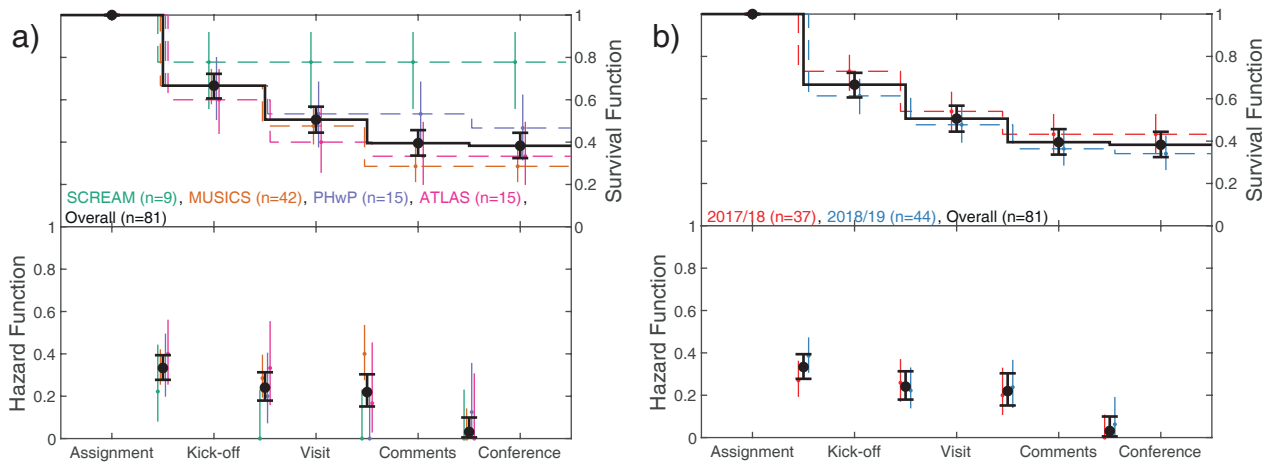 a)
1
0.8
0.6
0.4
0.2
0
Survival Function
SCREAM (n=9), MUSICS (n=42), PHwP (n=15), ATLAS (n=15),
Overall (n=81)
1
0.8
0.6
0.4
0.2
0
Hazard Function
Assignment Kick-off Visit Comments Conference
b)
1
0.8
0.6
0.4
0.2
0
Survival Function
2017/18 (n=37), 2018/19 (n=44), Overall (n=81)
1
0.8
0.6
0.4
0.2
0
Hazard Function
Assignment Kick-off Visit Comments Conference